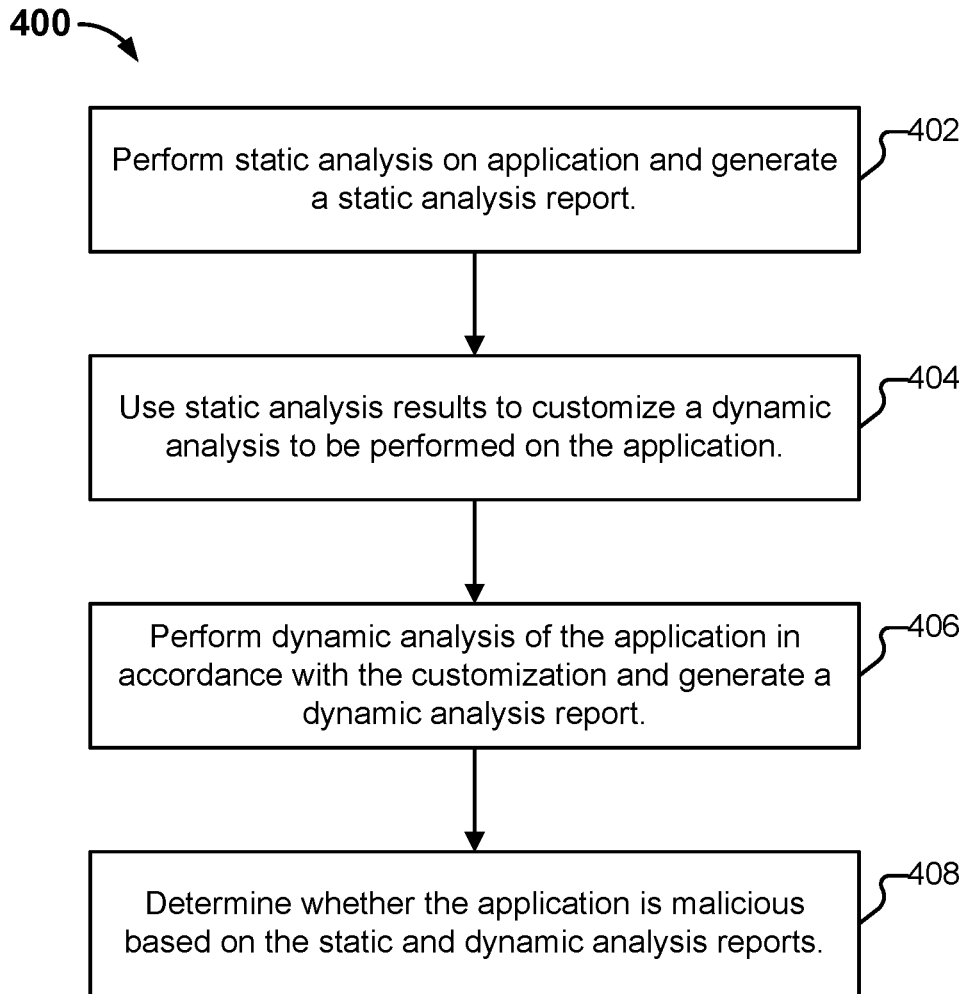 400
402
Perform static analysis on application and generate
a static analysis report.
404
Use static analysis results to customize a dynamic
analysis to be performed on the application.
406
Perform dynamic analysis of the application in
accordance with the customization and generate a
dynamic analysis report.
408
Determine whether the application is malicious
based on the static and dynamic analysis reports.